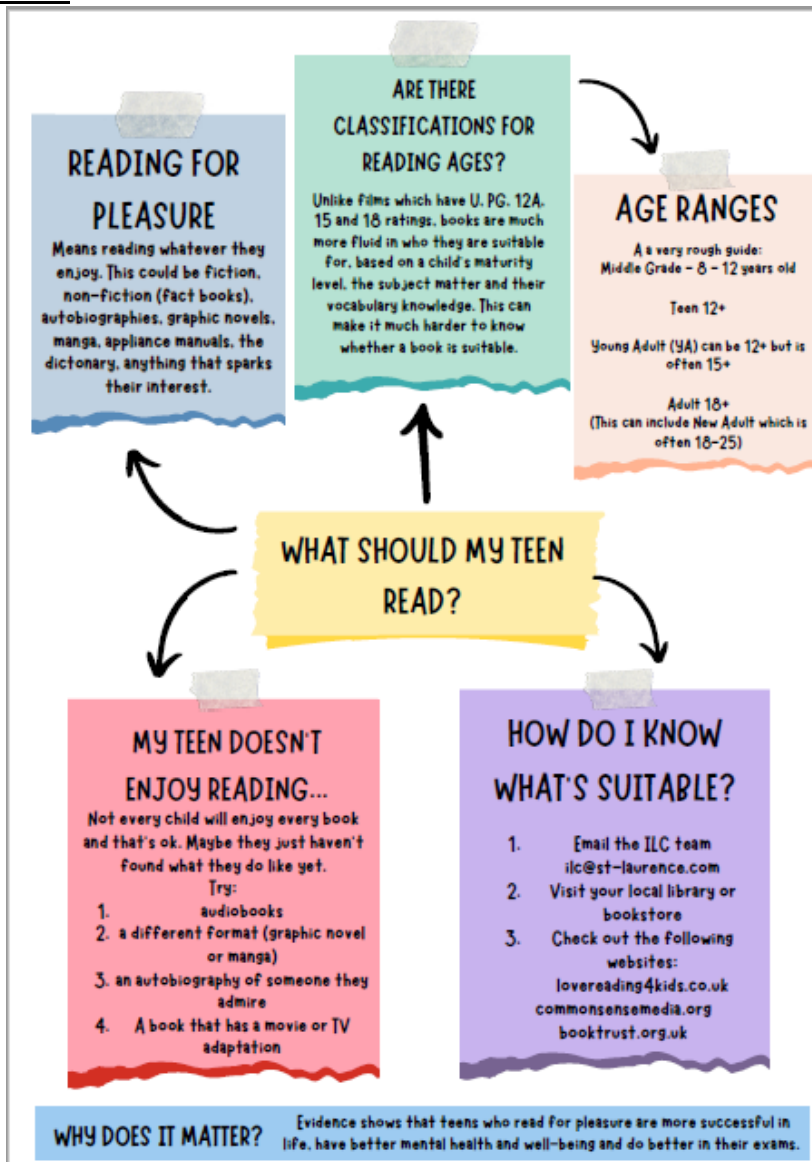 READING FOR
PLEASURE
Means reading whatever they
enjoy. This could be fiction,
non-fiction (fact books),
autobiographies, graphic novels,
manga, appliance manuals, the
dictonary, anything that sparks
their interest.
ARE THERE
CLASSIFICATIONS FOR
READING AGES?
Unlike films which have U, PG, 12A,
15 and 18 ratings, books are much
more fluid in who they are suitable
for, based on a child's maturity
level, the subject matter and their
vocabulary knowledge. This can
make it much harder to know
whether a book is suitable.
AGE RANGES
A a very rough guide:
Middle Grade - 8 - 12 years old
Teen 12+
Young Adult (YA) can be 12+ but is
often 15+
Adult 18+
(This can include New Adult which is
often 18-25)
WHAT SHOULD MY TEEN
READ?
MY TEEN DOESN'T
ENJOY READING...
Not every child will enjoy every book
and that's ok. Maybe they just haven't
found what they do like yet.
Try:
1. audiobooks
2. a different format (graphic novel
or manga)
3. an autobiography of someone they
admire
4. A book that has a movie or TV
adaptation
HOW DO I KNOW
WHAT'S SUITABLE?
1. Email the ILC team
ilc@st-laurence.com
2. Visit your local library or
bookstore
3. Check out the following
websites:
lovereading4kids.co.uk
commonsensemedia.org
booktrust.org.uk
WHY DOES IT MATTER?
Evidence shows that teens who read for pleasure are more successful in
life, have better mental health and well-being and do better in their exams.